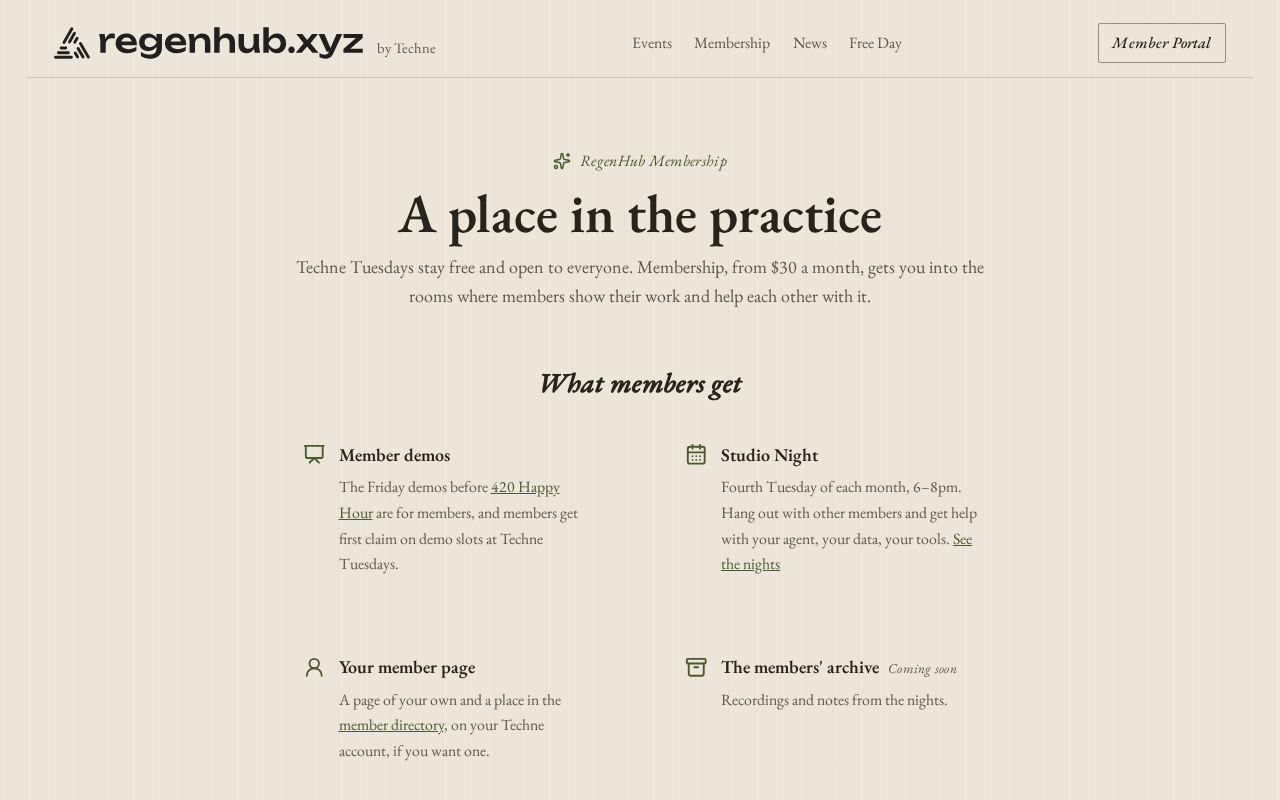 regenhub.xyz by Techne
Events Membership News Free Day
Member Portal
RegenHub Membership
A place in the practice
Techne Tuesdays stay free and open to everyone. Membership, from $30 a month, gets you into the
rooms where members show their work and help each other with it.
What members get
Member demos
The Friday demos before 420 Happy
Hour are for members, and members get
first claim on demo slots at Techne
Tuesdays.
Studio Night
Fourth Tuesday of each month, 6–8pm.
Hang out with other members and get help
with your agent, your data, your tools. See
the nights
Your member page
A page of your own and a place in the
member directory, on your Techne
account, if you want one.
The members' archive Coming soon
Recordings and notes from the nights.